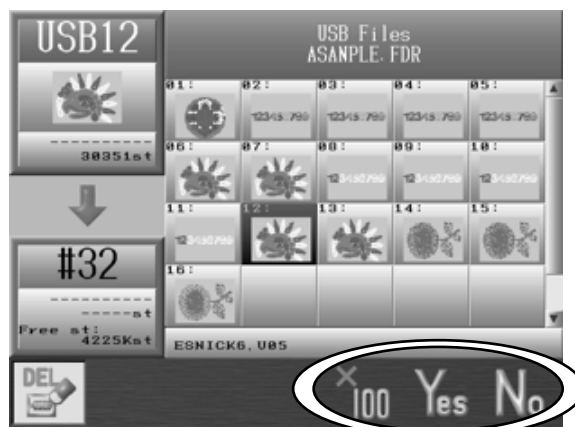 USB12
---------
30351st
#32
---------
-----st
Free st:
4225Kst
DEL
USB Files
ASANPLE.FDR
01: 02: 03: 04: 05:
12345.789 12345.789 12345.789 12345.789
06: 07: 08: 09: 10:
11: 12: 13: 14: 15:
16:
ESNICK6.U05
×100 Yes No